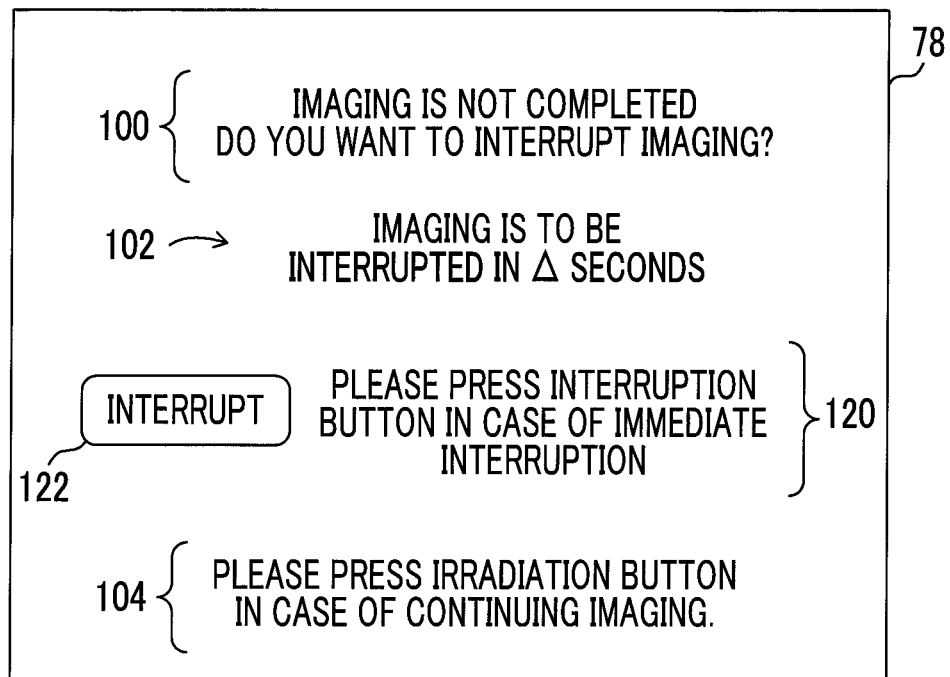 78
100
IMAGING IS NOT COMPLETED
DO YOU WANT TO INTERRUPT IMAGING?
102
IMAGING IS TO BE
INTERRUPTED IN Δ SECONDS
INTERRUPT
122
PLEASE PRESS INTERRUPTION
BUTTON IN CASE OF IMMEDIATE
INTERRUPTION
120
104
PLEASE PRESS IRRADIATION BUTTON
IN CASE OF CONTINUING IMAGING.